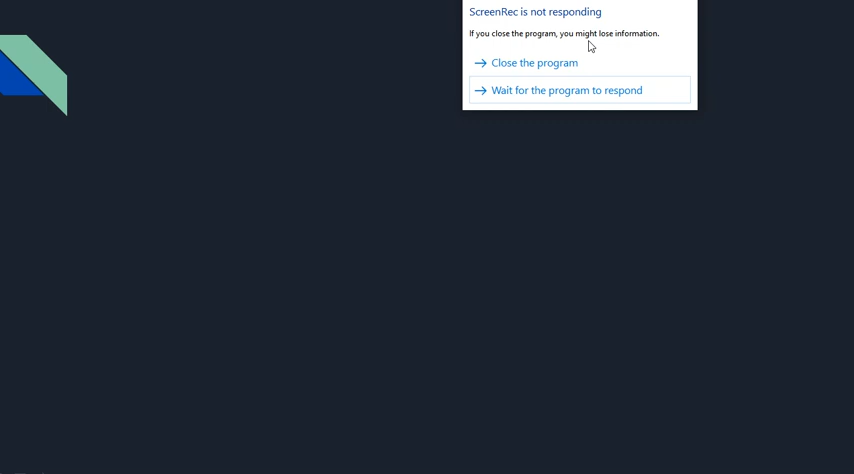 ScreenRec is not responding
If you close the program, you might lose information.
→ Close the program
→ Wait for the program to respond